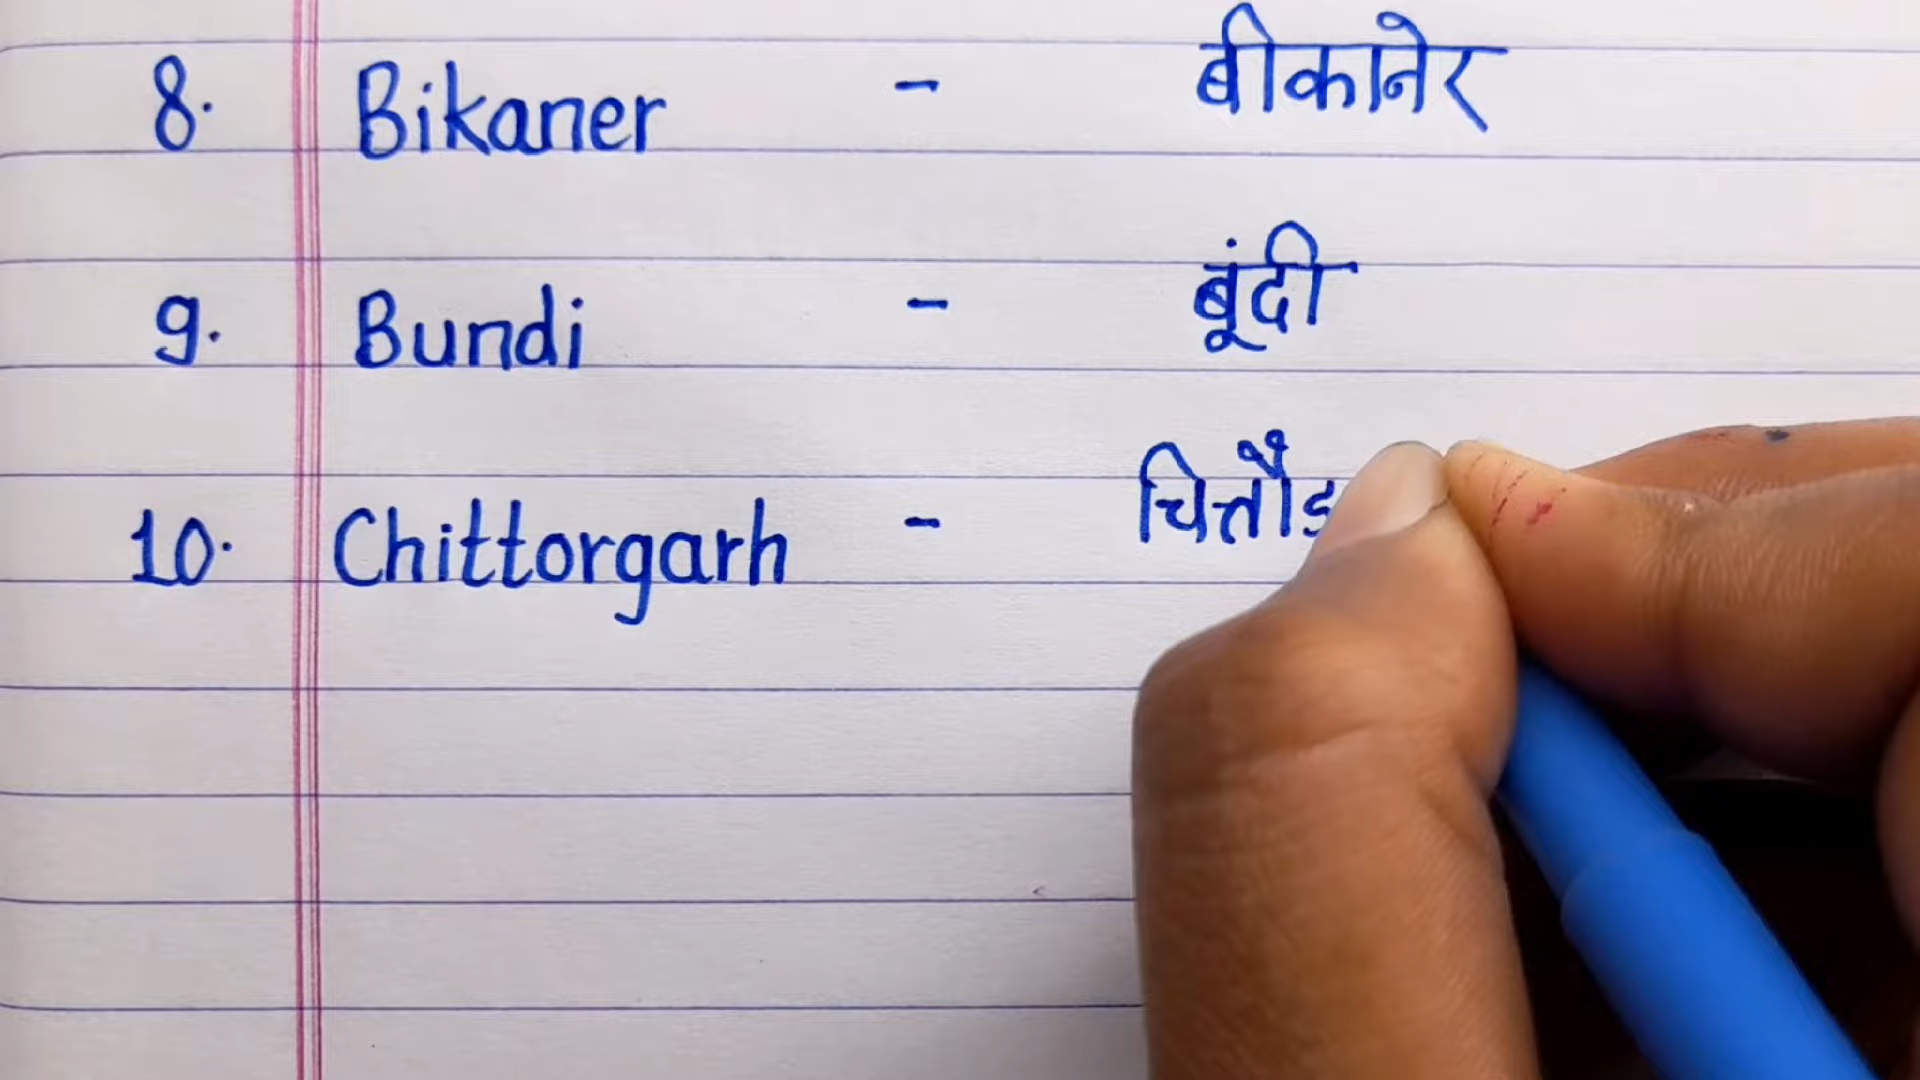 8. Bikaner - बीकानेर
9. Bundi - बूंदी
10. Chittorgarh - चित्तौड